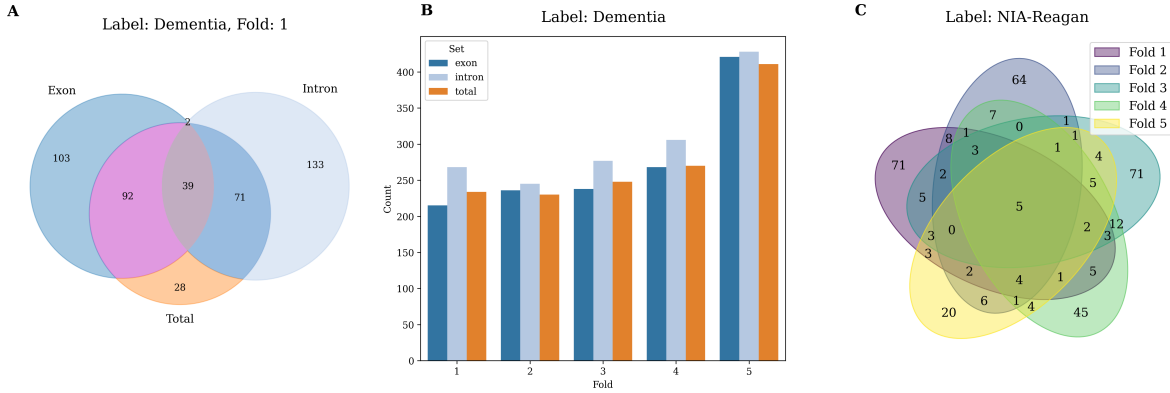 A
Label: Dementia, Fold: 1
Exon
Intron
2
103
133
92
39
71
28
Total
B
Label: Dementia
Set
exon
intron
total
Count
400
350
300
250
200
150
100
50
0
1 2 3 4 5
Fold
C
Label: NIA-Reagan
Fold 1
Fold 2
Fold 3
Fold 4
Fold 5
64
7
0
1
8
1
1
3
1
4
71
71
2
5
5
5
12
2
3
0
3
3
2
4
1
5
6
1
4
20
45